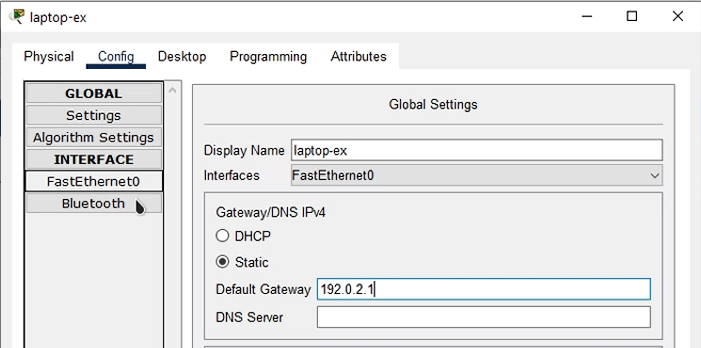 laptop-ex
Physical Config Desktop Programming Attributes
GLOBAL
Settings
Algorithm Settings
INTERFACE
FastEthernet0
Bluetooth
Global Settings
Display Name laptop-ex
Interfaces FastEthernet0
Gateway/DNS IPv4
DHCP
Static
Default Gateway 192.0.2.1
DNS Server